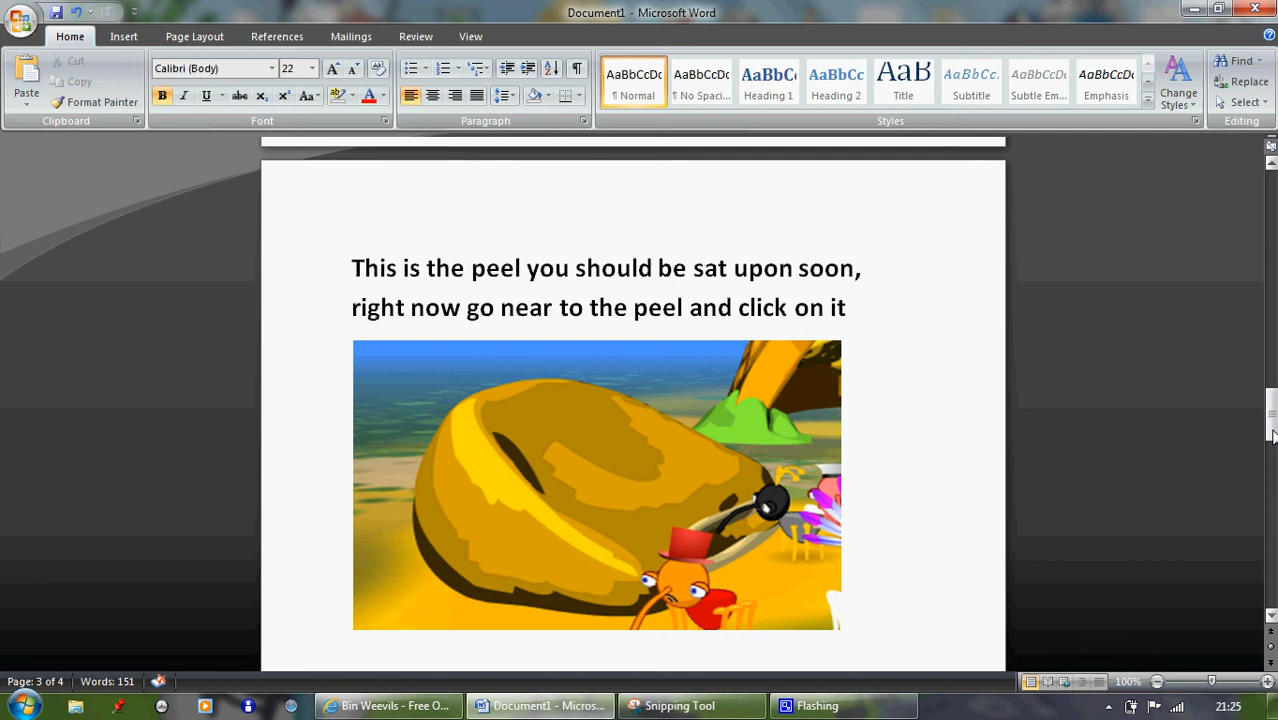 Document1 - Microsoft Word
Home Insert Page Layout References Mailings Review View
Paste
Cut
Copy
Format Painter
Clipboard
Calibri (Body) 22
Font
Paragraph
AaBbCcDc AaBbCcDc AaBbC AaBbCc AaB AaBbCc. AaBbCcDc AaBbCcDc
¶ Normal ¶ No Spaci... Heading 1 Heading 2 Title Subtitle Subtle Em... Emphasis
Change
Styles
Styles
Find
Replace
Select
Editing
This is the peel you should be sat upon soon,
right now go near to the peel and click on it
Page: 3 of 4 Words: 151 100%
Bin Weevils - Free O... Document1 - Micros... Snipping Tool Flashing 21:25